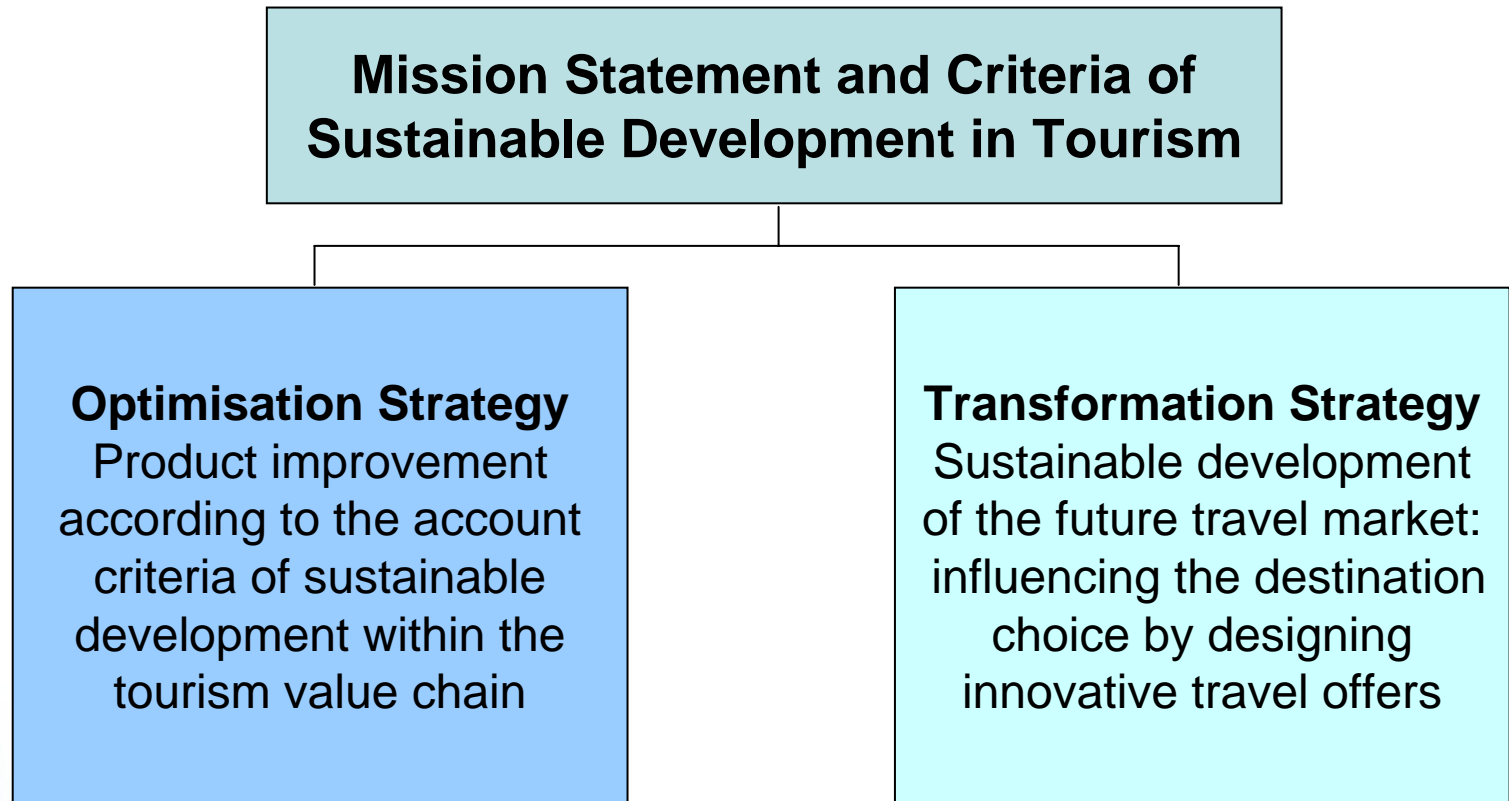 Mission Statement and Criteria of
Sustainable Development in Tourism
Optimisation Strategy
Product improvement
according to the account
criteria of sustainable
development within the
tourism value chain
Transformation Strategy
Sustainable development
of the future travel market:
influencing the destination
choice by designing
innovative travel offers